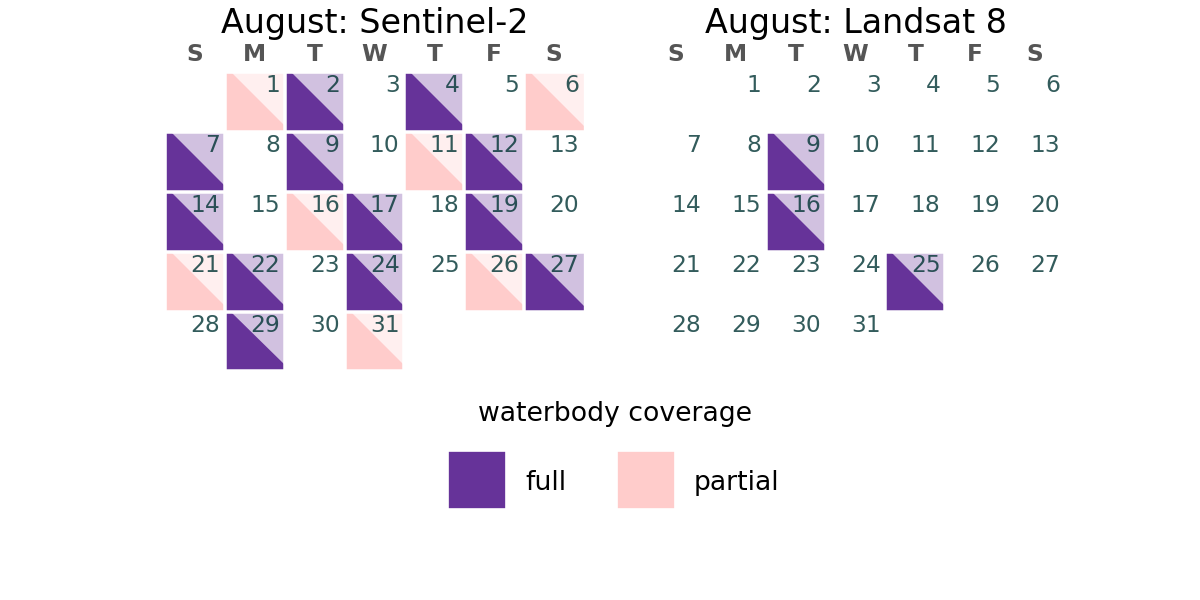 August: Sentinel-2
S M T W T F S
1 2 3 4 5 6
7 8 9 10 11 12 13
14 15 16 17 18 19 20
21 22 23 24 25 26 27
28 29 30 31
August: Landsat 8
S M T W T F S
1 2 3 4 5 6
7 8 9 10 11 12 13
14 15 16 17 18 19 20
21 22 23 24 25 26 27
28 29 30 31
waterbody coverage
full
partial